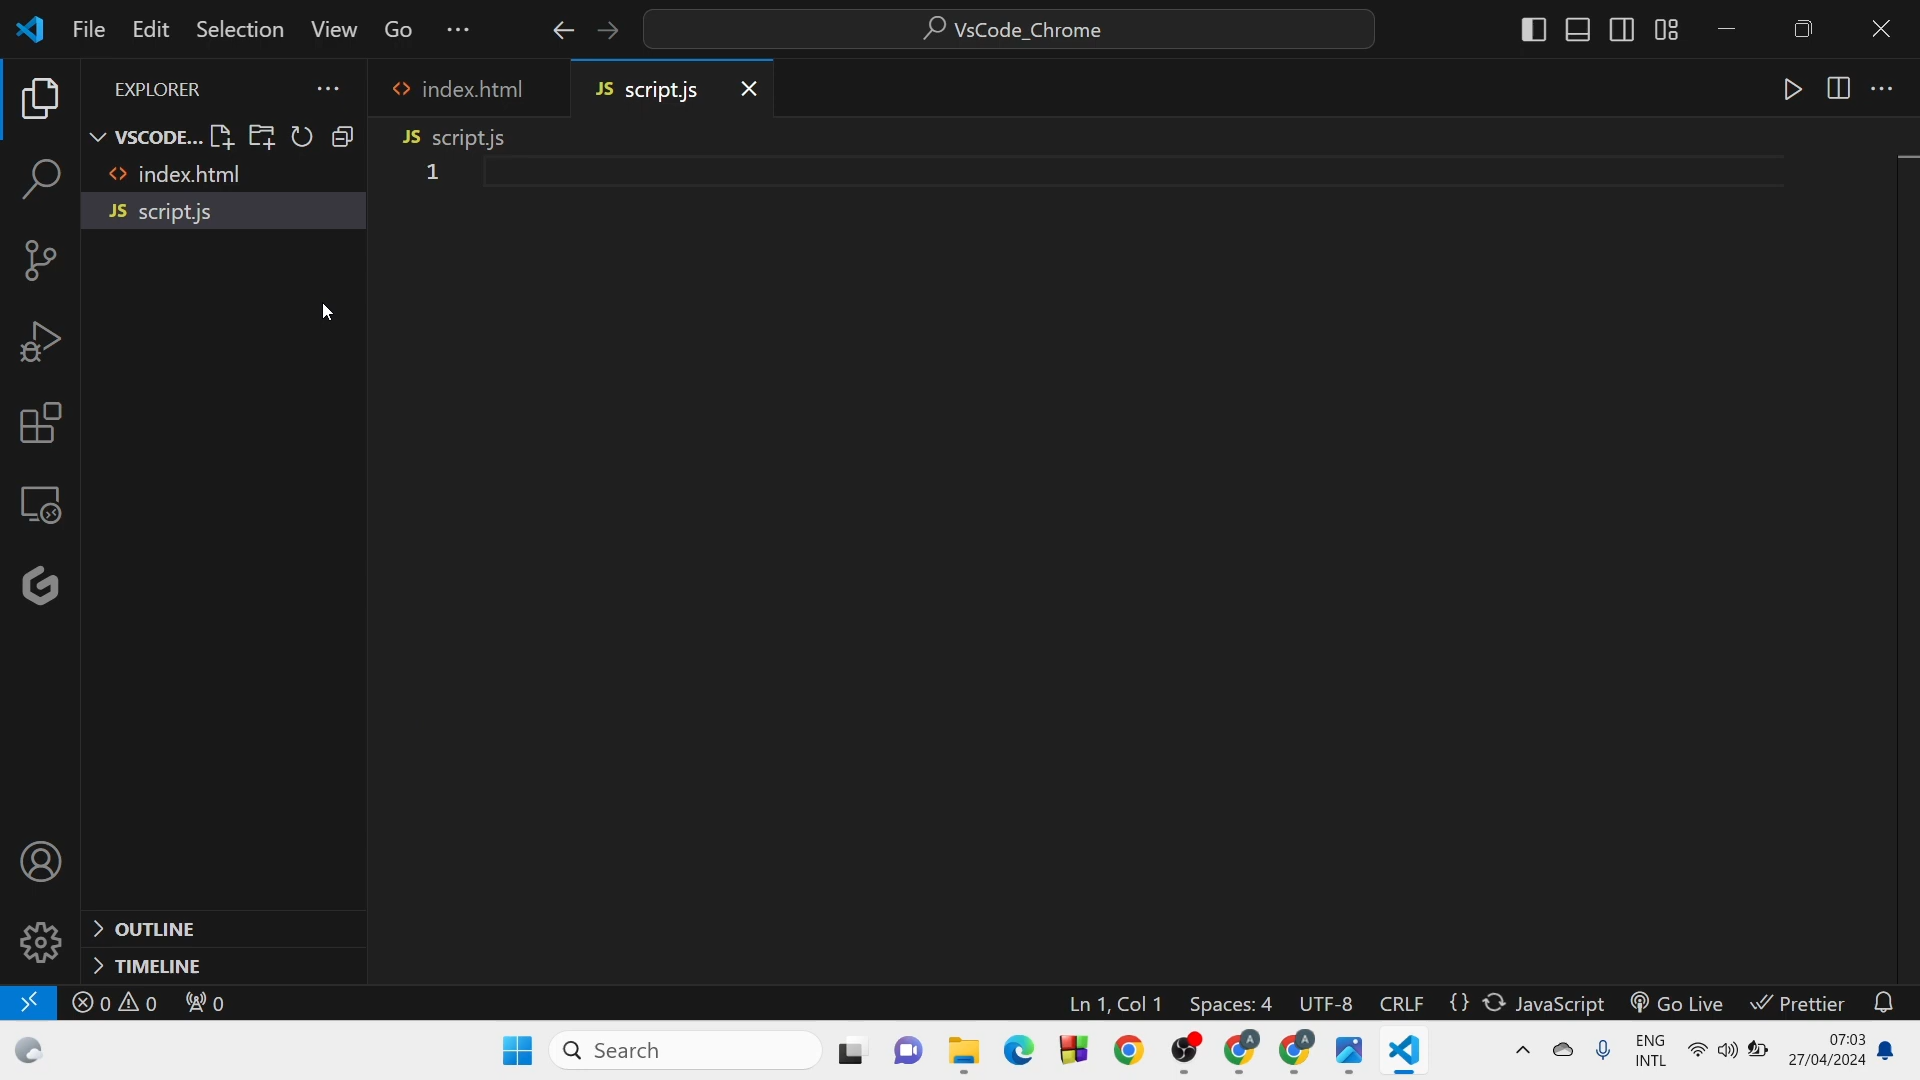 File Edit Selection View Go ··· VsCode_Chrome
EXPLORER
index.html
JS script.js
VSCODE...
JS script.js
1
index.html
JS script.js
OUTLINE
TIMELINE
0 0 0 Ln 1, Col 1 Spaces: 4 UTF-8 CRLF {} JavaScript Go Live Prettier
Search
A
A
ENG
INTL
07:03
27/04/2024